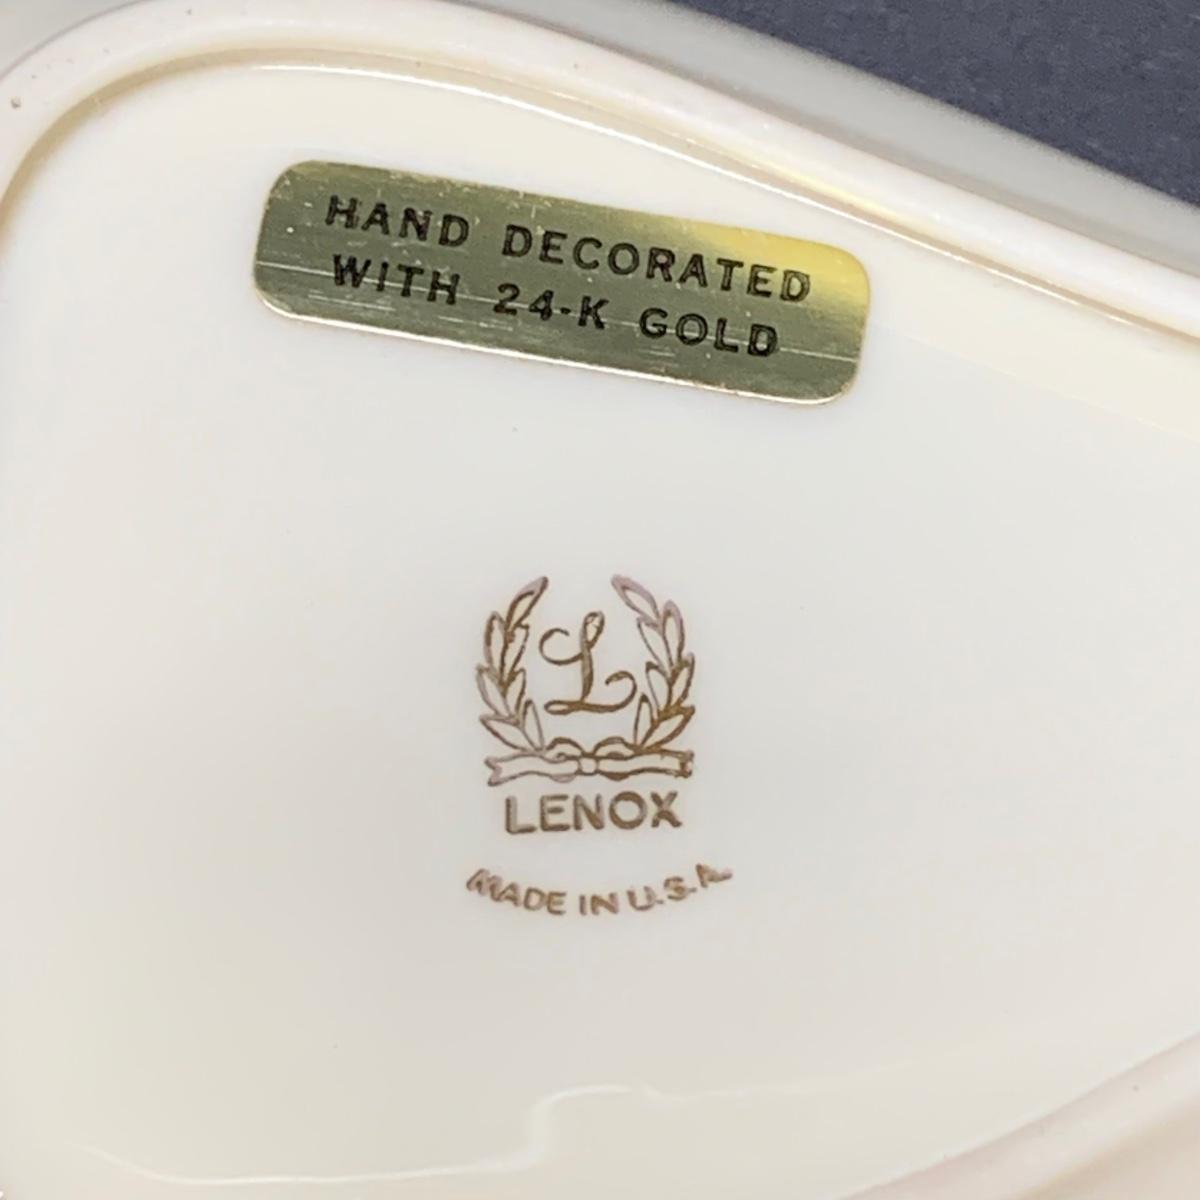 HAND DECORATED
WITH 24-K GOLD
L
LENOX
MADE IN U.S.A.